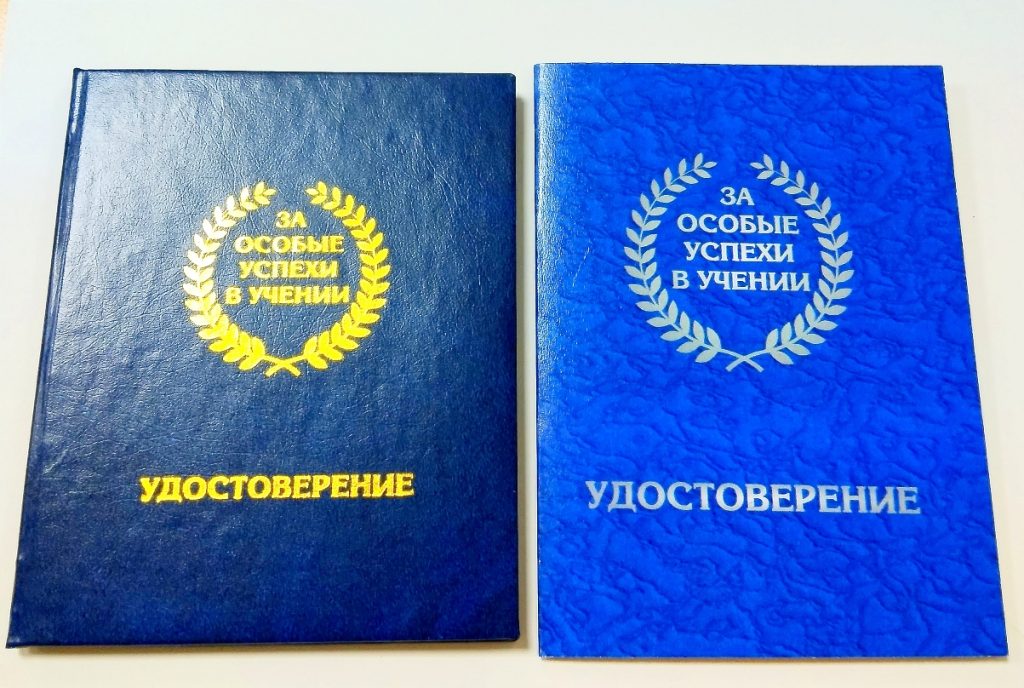 ЗА
ОСОБЫЕ
УСПЕХИ
В УЧЕНИИ
УДОСТОВЕРЕНИЕ
ЗА
ОСОБЫЕ
УСПЕХИ
В УЧЕНИИ
УДОСТОВЕРЕНИЕ